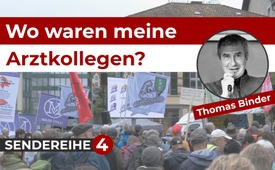 Wo waren meine
Arztkollegen?
Thomas Binder
SENDEREIHE 4